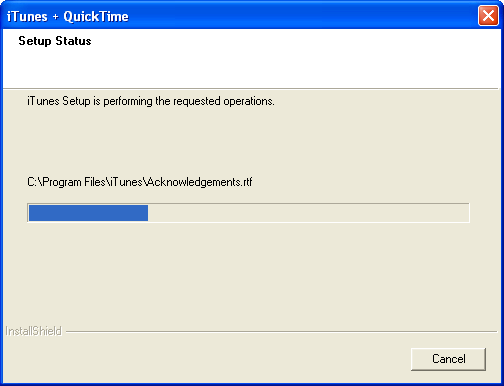 iTunes + QuickTime
Setup Status
iTunes Setup is performing the requested operations.
C:\Program Files\iTunes\Acknowledgements.rtf
InstallShield
Cancel